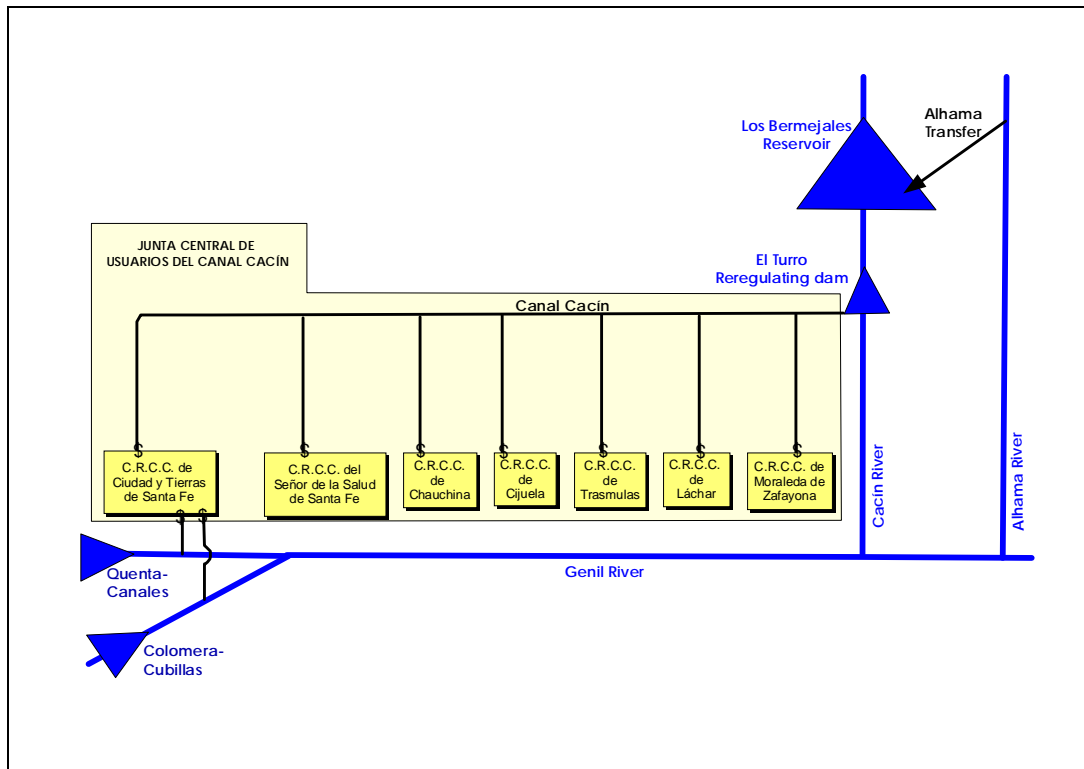 Los Bermejales
Reservoir
Alhama
Transfer
JUNTA CENTRAL DE
USUARIOS DEL CANAL CACÍN
El Turro
Reregulating dam
Canal Cacín
C.R.C.C. de
Ciudad y Tierras
de Santa Fe
C.R.C.C. del
Señor de la Salud
de Santa Fe
C.R.C.C.
de
Chauchina
C.R.C.C.
de
Cijuela
C.R.C.C.
de
Trasmulas
C.R.C.C.
de
Láchar
C.R.C.C. de
Moraleda de
Zafayona
Cacín River
Alhama River
Quenta-
Canales
Genil River
Colomera-
Cubillas